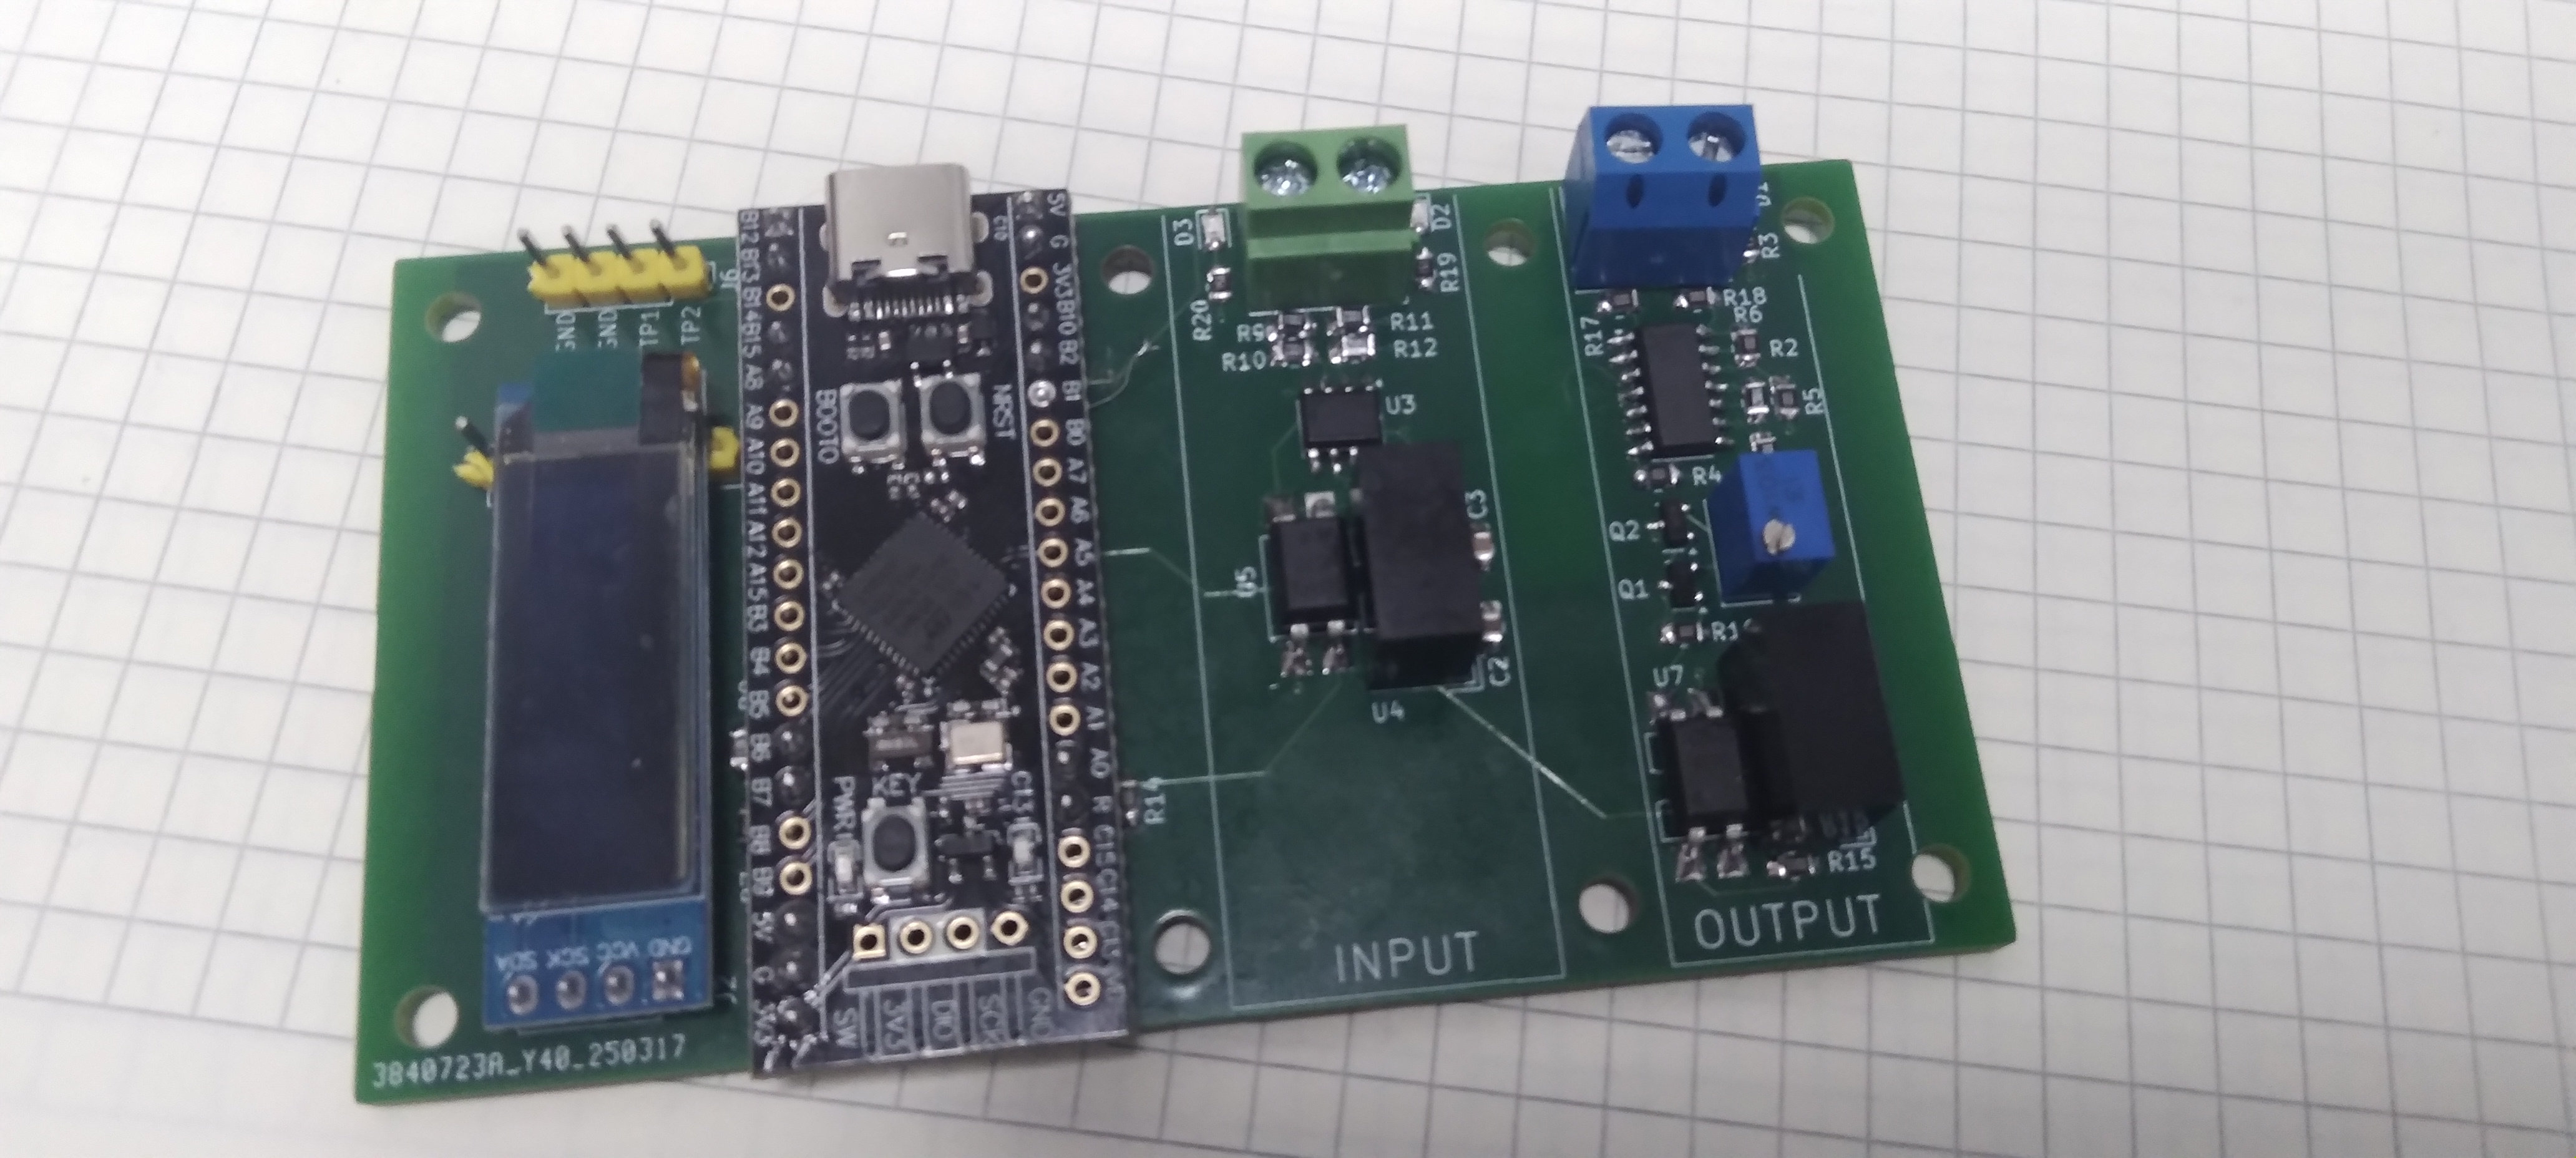 J6
GND
GND
TP1
TP2
GND VCC SCK SDA
3840723A_Y40_250317
B12
B13
B14
B15
A8
A9
A10
A11
A12
A15
B3
B4
B5
B6
B7
B8
B9
5V
G
3V3
BOOT0
NRST
C10
KEY
PWR
C13
SW
3V3
DIO
SCK
GND
5V
G
3V3
B10
B2
B1
B0
A7
A6
A5
A4
A3
A2
A1
A0
R
C15
C14
R14
D3
D2
R20
R19
R9
R10
R11
R12
U3
U5
C3
C2
U4
INPUT
D1
R3
R17
R18
R6
R2
R5
R4
Q2
Q1
U7
R15
OUTPUT